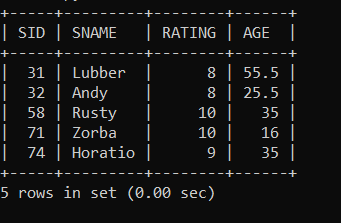 +-----+---------+--------+------+
| SID | SNAME   | RATING | AGE  |
+-----+---------+--------+------+
|  31 | Lubber  |      8 | 55.5 |
|  32 | Andy    |      8 | 25.5 |
|  58 | Rusty   |     10 |   35 |
|  71 | Zorba   |     10 |   16 |
|  74 | Horatio |      9 |   35 |
+-----+---------+--------+------+
5 rows in set (0.00 sec)